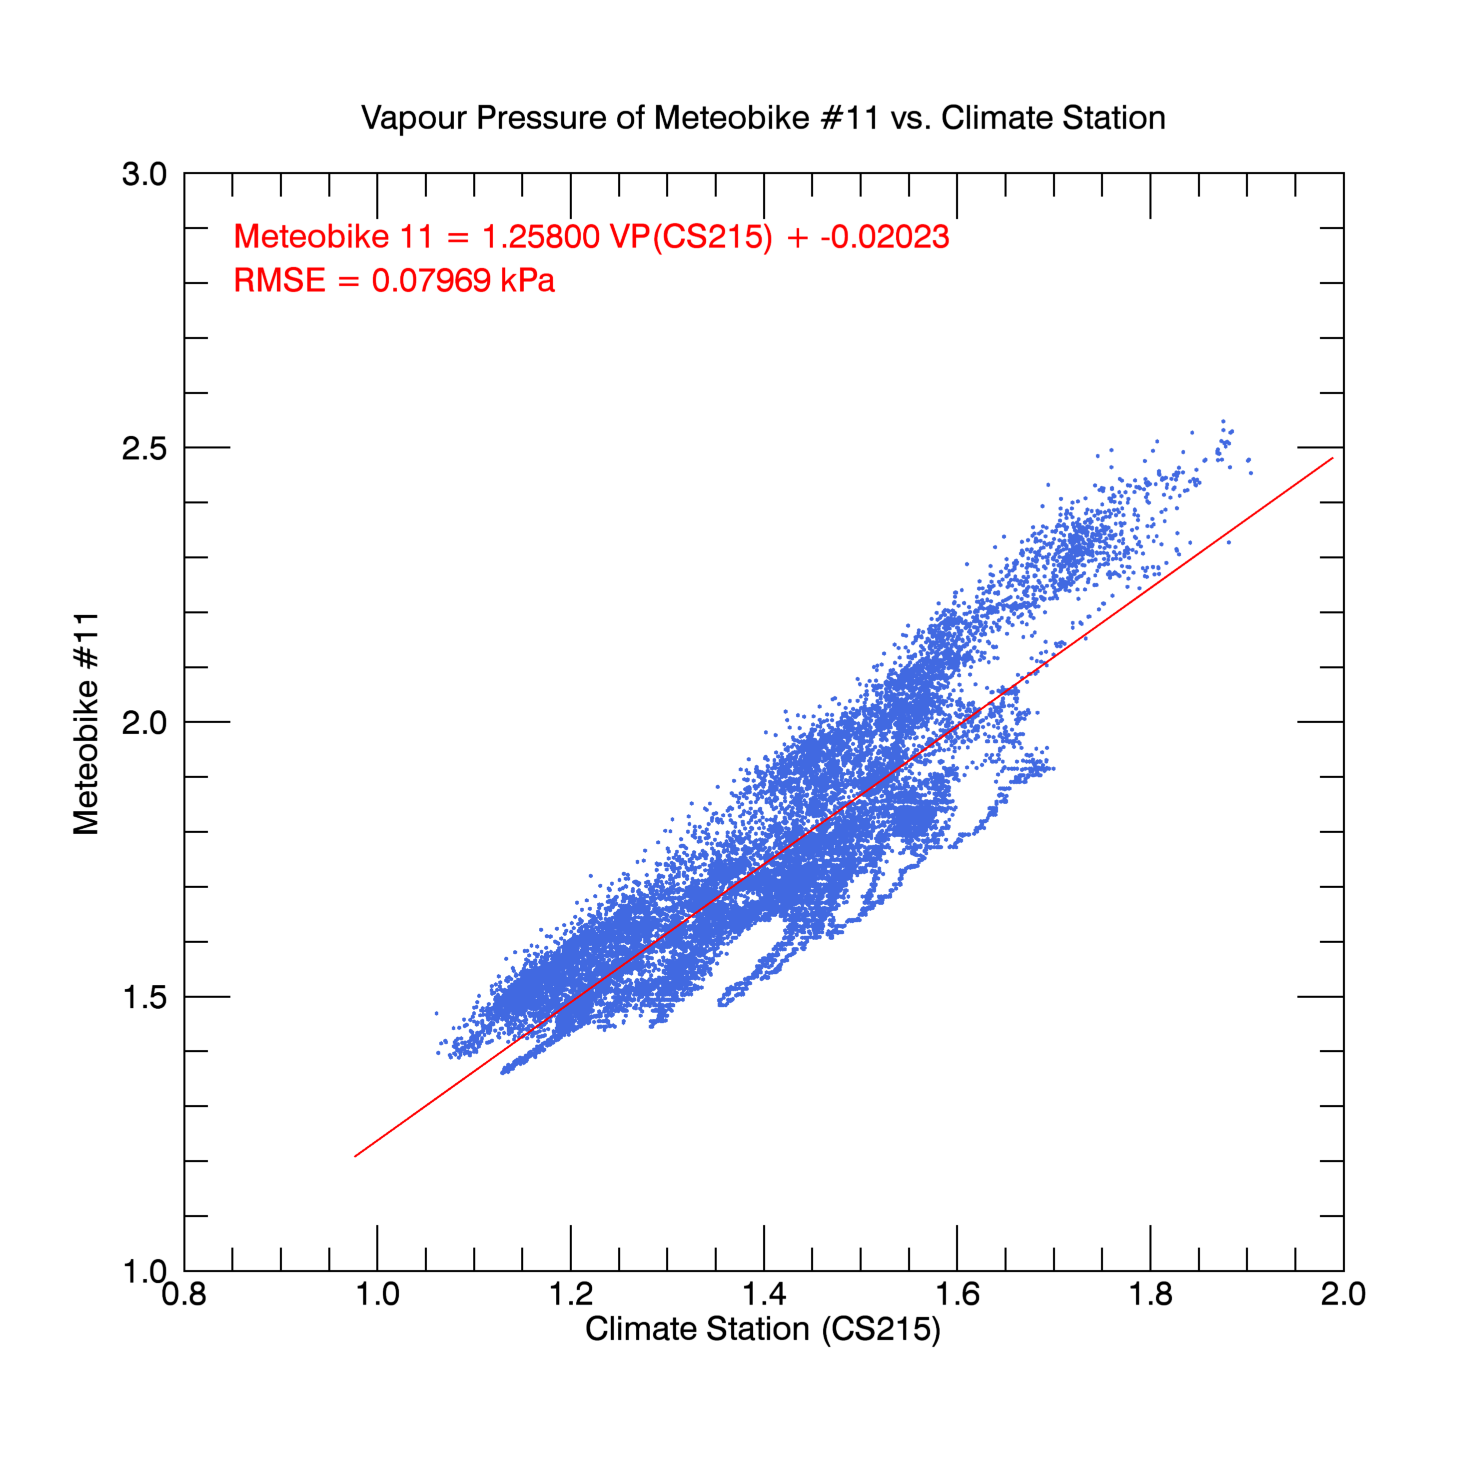 Vapour Pressure of Meteobike #11 vs. Climate Station
3.0
Meteobike 11 = 1.25800 VP(CS215) + -0.02023
RMSE = 0.07969 kPa
2.5
Meteobike #11
2.0
1.5
1.0
0.8 1.0 1.2 1.4 1.6 1.8 2.0
Climate Station (CS215)